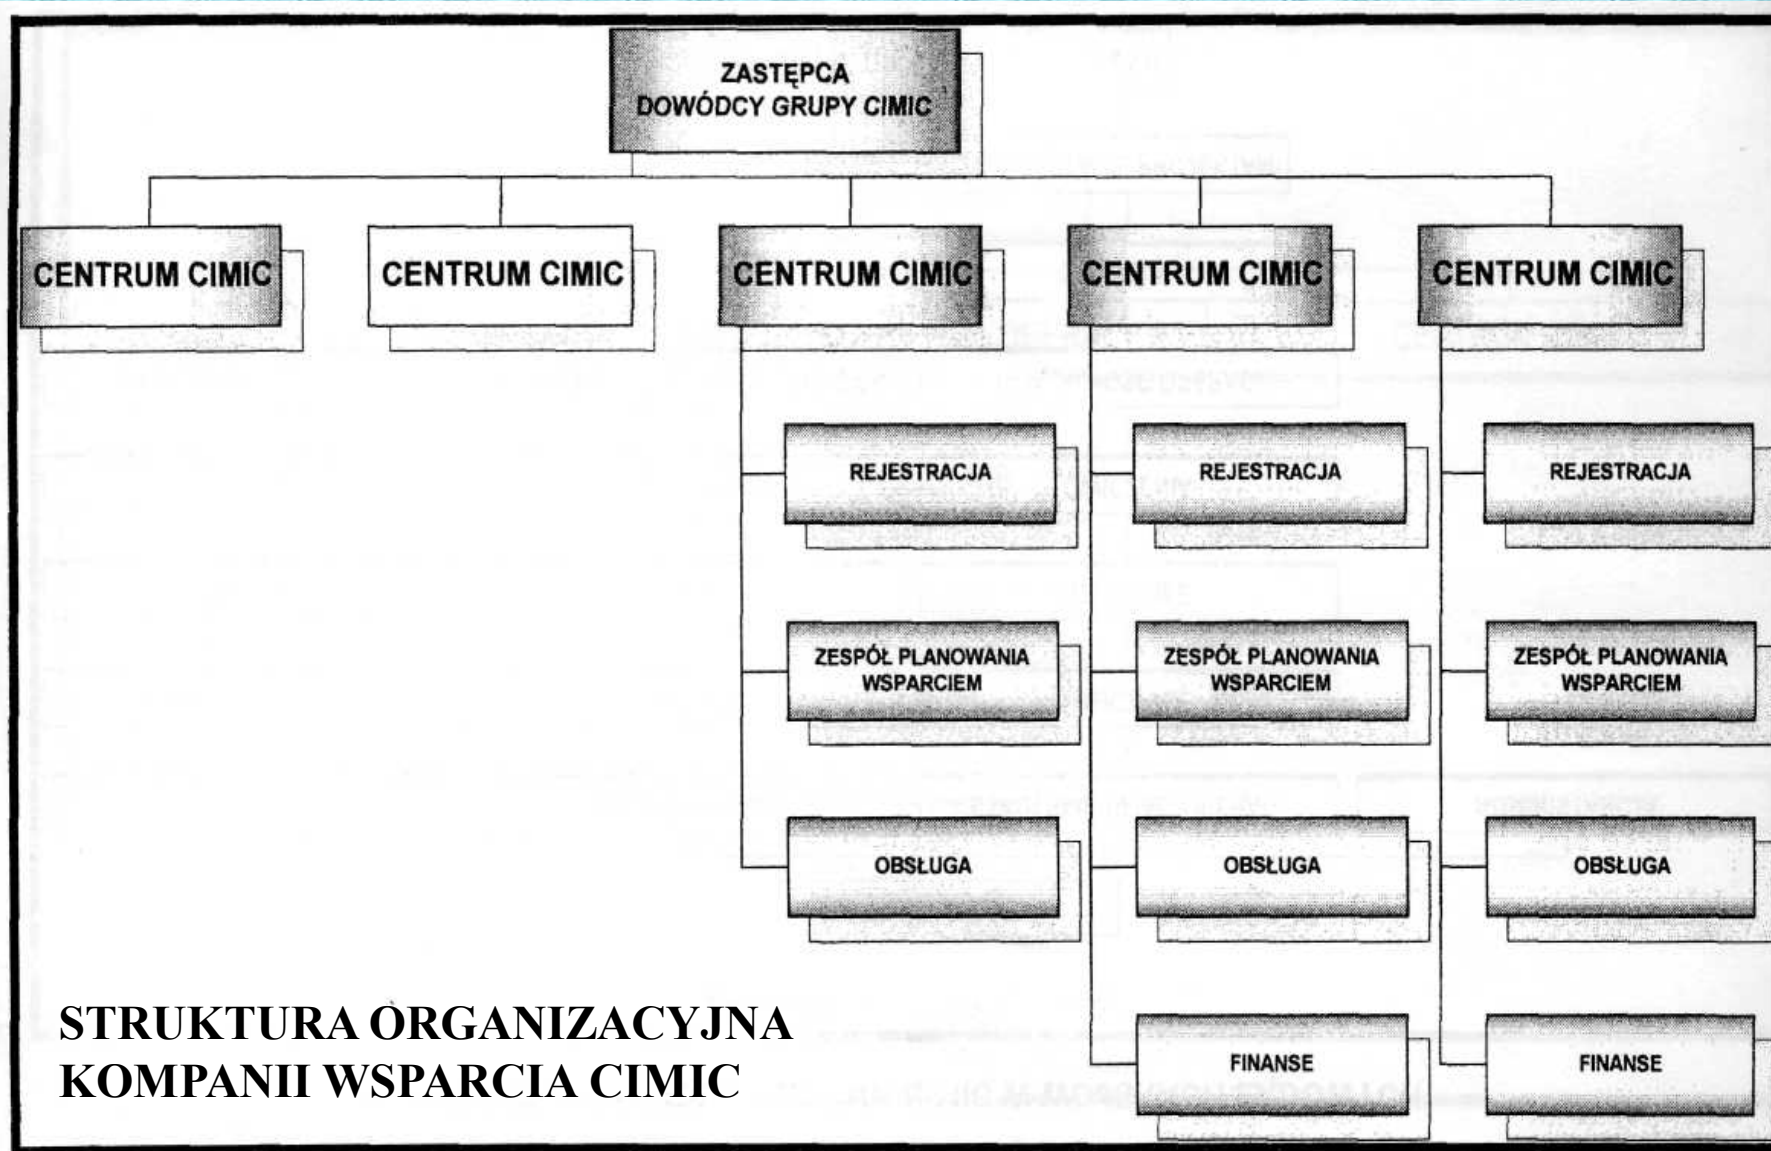 ZASTĘPCA
DOWÓDCY GRUPY CIMIC
CENTRUM CIMIC
CENTRUM CIMIC
CENTRUM CIMIC
CENTRUM CIMIC
CENTRUM CIMIC
REJESTRACJA
REJESTRACJA
REJESTRACJA
ZESPÓŁ PLANOWANIA
WSPARCIEM
ZESPÓŁ PLANOWANIA
WSPARCIEM
ZESPÓŁ PLANOWANIA
WSPARCIEM
OBSŁUGA
OBSŁUGA
OBSŁUGA
FINANSE
FINANSE
STRUKTURA ORGANIZACYJNA
KOMPANII WSPARCIA CIMIC